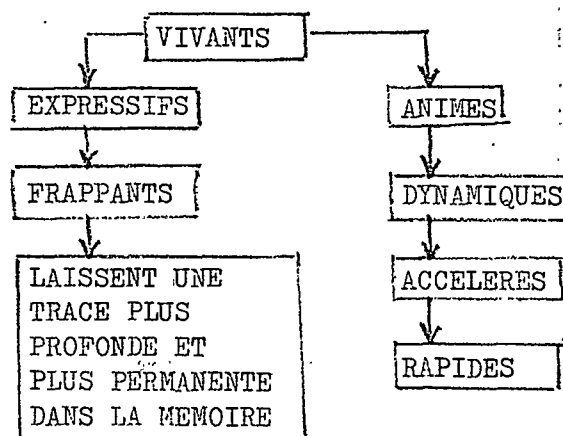 VIVANTS
EXPRESSIFS
FRAPPANTS
LAISSENT UNE
TRACE PLUS
PROFONDE ET
PLUS PERMANENTE
DANS LA MEMOIRE
ANIMES
DYNAMIQUES
ACCELERES
RAPIDES